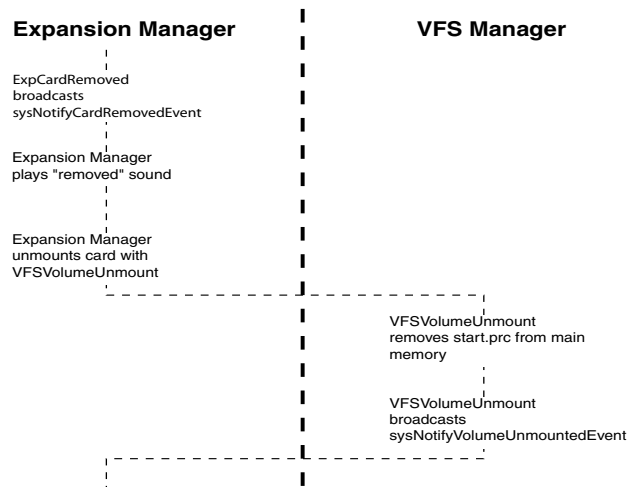 Expansion Manager
VFS Manager
ExpCardRemoved
broadcasts
sysNotifyCardRemovedEvent
Expansion Manager
plays "removed" sound
Expansion Manager
unmounts card with
VFSVolumeUnmount
VFSVolumeUnmount
removes start.prc from main
memory
VFSVolumeUnmount
broadcasts
sysNotifyVolumeUnmountedEvent